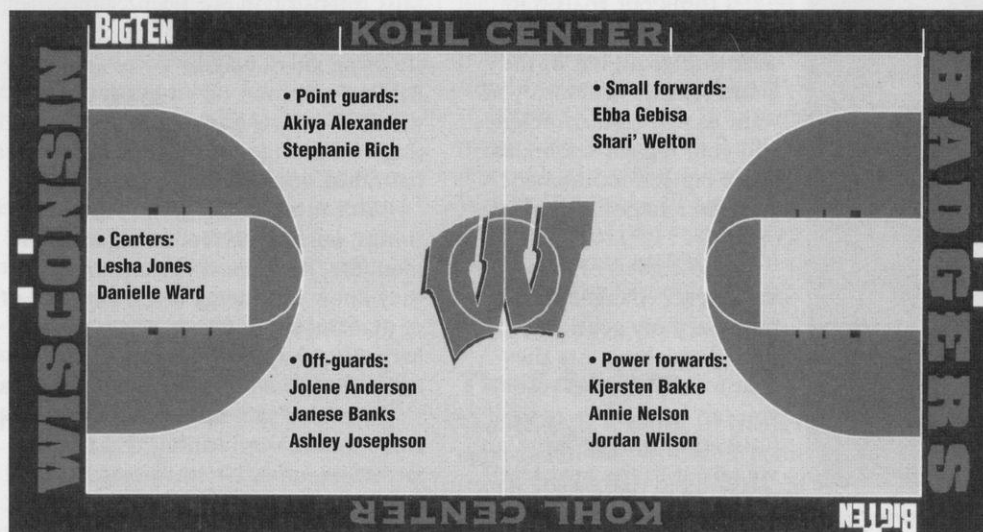 BIGTEN
KOHL CENTER
WISCONSIN
BADGERS
• Point guards:
Akiya Alexander
Stephanie Rich
• Small forwards:
Ebba Gebisa
Shari' Welton
• Centers:
Lesha Jones
Danielle Ward
W
• Off-guards:
Jolene Anderson
Janese Banks
Ashley Josephson
• Power forwards:
Kjersten Bakke
Annie Nelson
Jordan Wilson
KOHL CENTER
BIGTEN